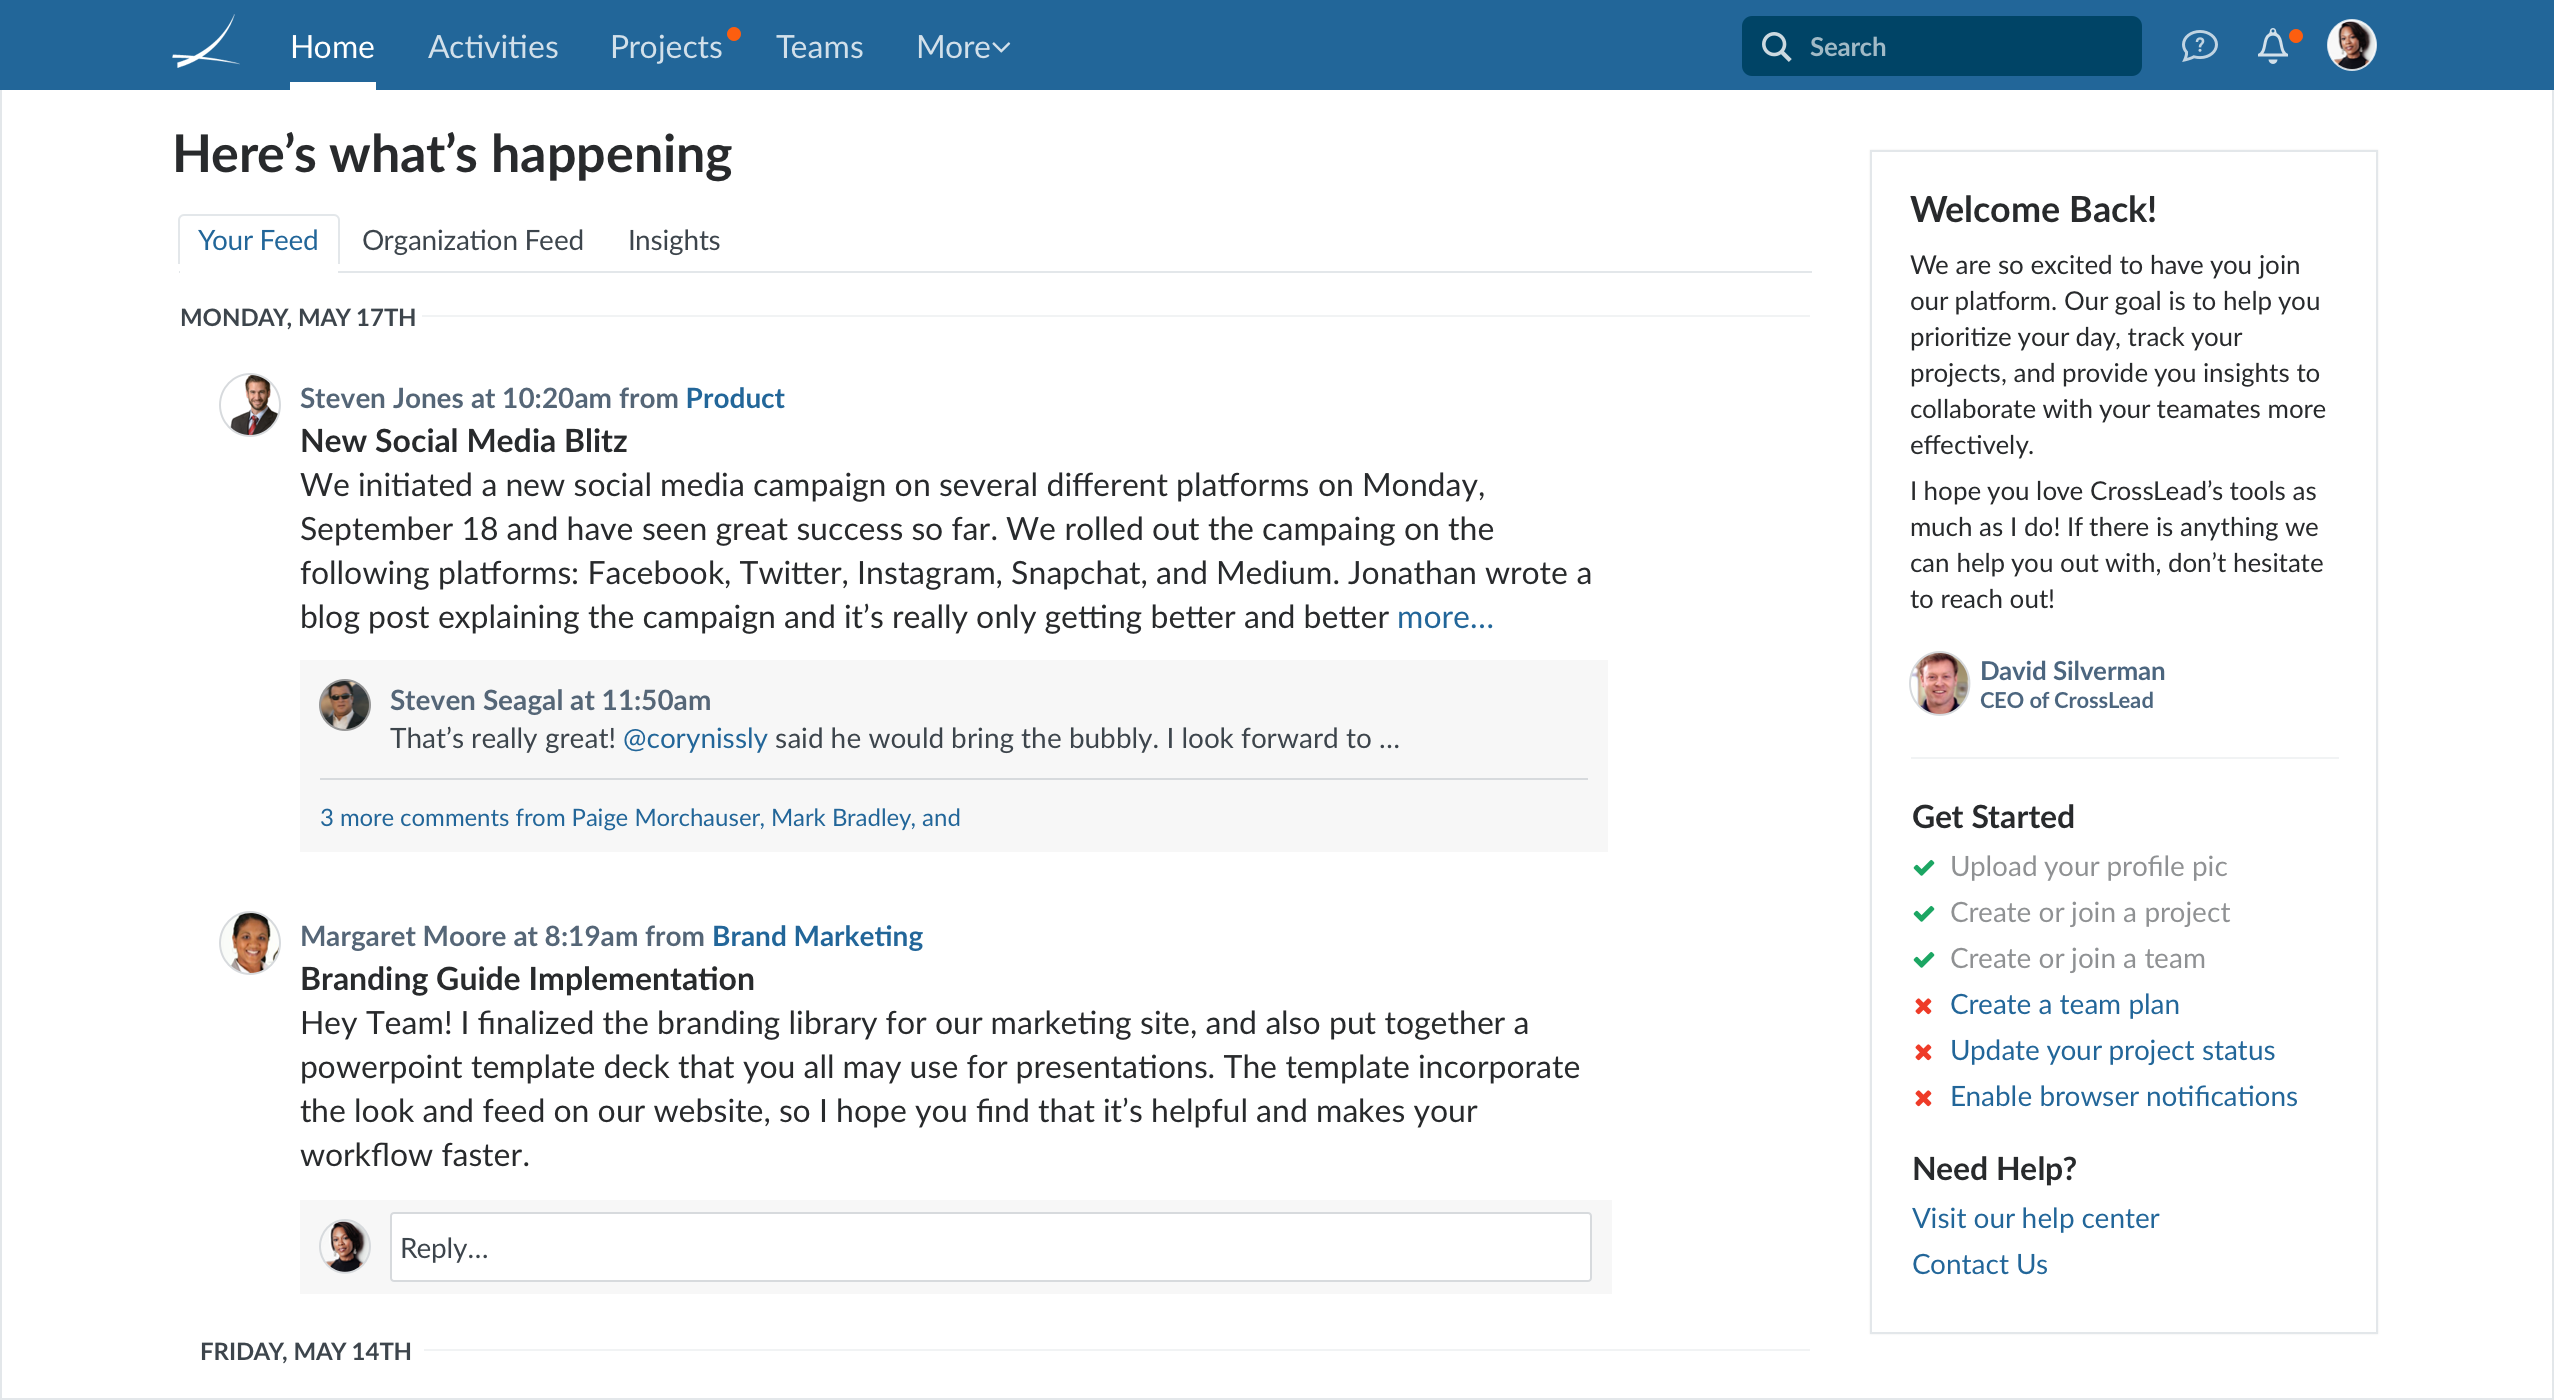 Home Activities Projects Teams More Search
Here’s what’s happening
Your Feed Organization Feed Insights
MONDAY, MAY 17TH
Steven Jones at 10:20am from Product
New Social Media Blitz
We initiated a new social media campaign on several different platforms on Monday,
September 18 and have seen great success so far. We rolled out the campaing on the
following platforms: Facebook, Twitter, Instagram, Snapchat, and Medium. Jonathan wrote a
blog post explaining the campaign and it’s really only getting better and better more...
Steven Seagal at 11:50am
That’s really great! @corynissly said he would bring the bubbly. I look forward to ...
3 more comments from Paige Morchauser, Mark Bradley, and
Margaret Moore at 8:19am from Brand Marketing
Branding Guide Implementation
Hey Team! I finalized the branding library for our marketing site, and also put together a
powerpoint template deck that you all may use for presentations. The template incorporate
the look and feed on our website, so I hope you find that it’s helpful and makes your
workflow faster.
Reply...
FRIDAY, MAY 14TH
Welcome Back!
We are so excited to have you join
our platform. Our goal is to help you
prioritize your day, track your
projects, and provide you insights to
collaborate with your teamates more
effectively.
I hope you love CrossLead’s tools as
much as I do! If there is anything we
can help you out with, don’t hesitate
to reach out!
David Silverman
CEO of CrossLead
Get Started
Upload your profile pic
Create or join a project
Create or join a team
Create a team plan
Update your project status
Enable browser notifications
Need Help?
Visit our help center
Contact Us